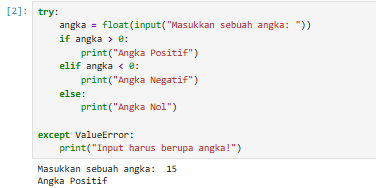 [2]: try:
    angka = float(input("Masukkan sebuah angka: "))
    if angka > 0:
        print("Angka Positif")
    elif angka < 0:
        print("Angka Negatif")
    else:
        print("Angka Nol")

except ValueError:
    print("Input harus berupa angka!")
Masukkan sebuah angka:  15
Angka Positif